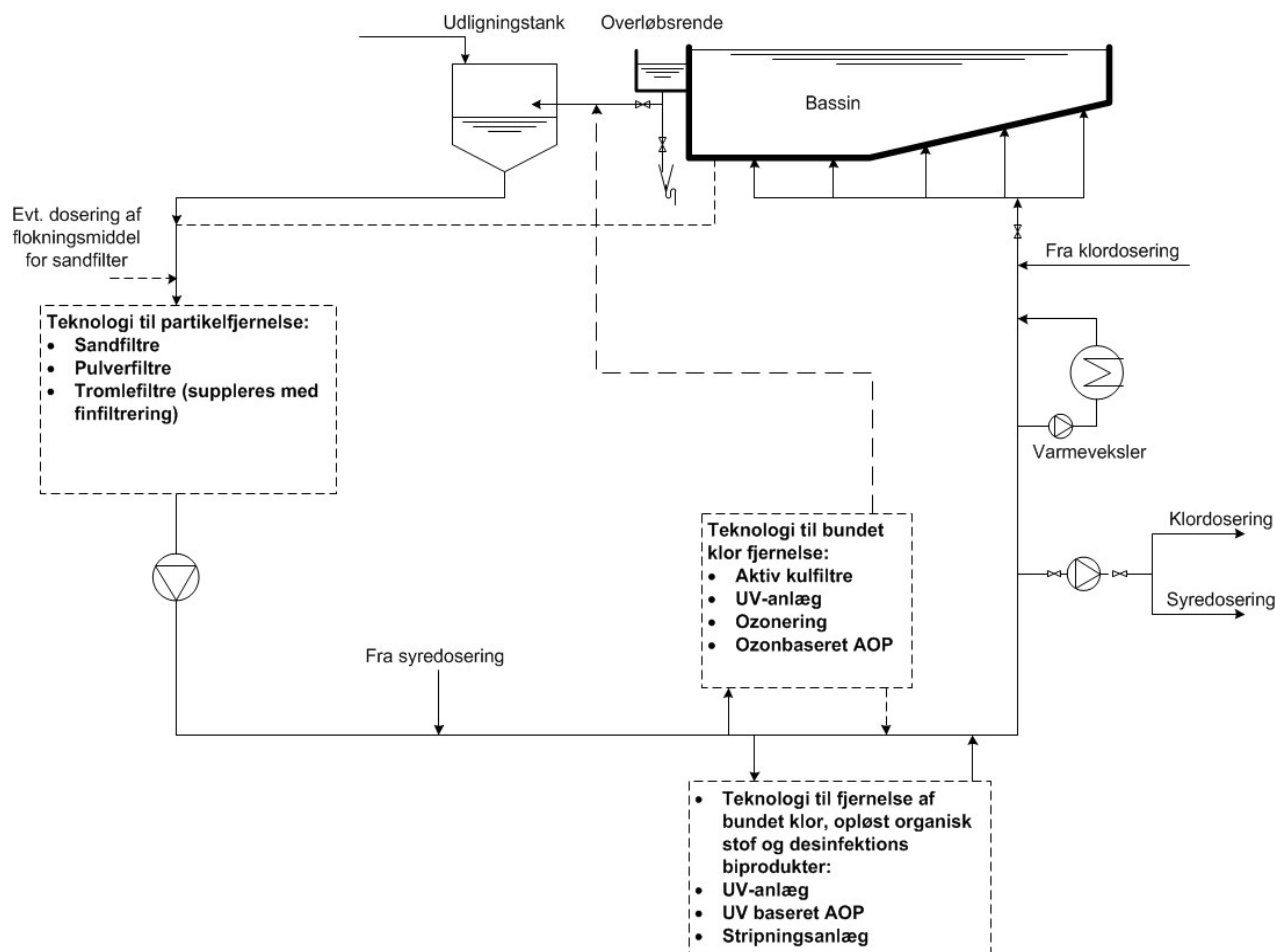 Udligningstank
Overløbsrende
Bassin
Evt. dosering af
flokningsmiddel
for sandfilter
Fra klordosering
Teknologi til partikelfjernelse:
• Sandfiltre
• Pulverfiltre
• Tromlefiltre (suppleres med
finfiltrering)
Varmeveksler
Teknologi til bundet
klor fjernelse:
• Aktiv kulfiltre
• UV-anlæg
• Ozonering
• Ozonbaseret AOP
Klordosering
Syredosering
Fra syredosering
• Teknologi til fjernelse af
bundet klor, opløst organisk
stof og desinfektions
biprodukter:
• UV-anlæg
• UV baseret AOP
• Stripningsanlæg